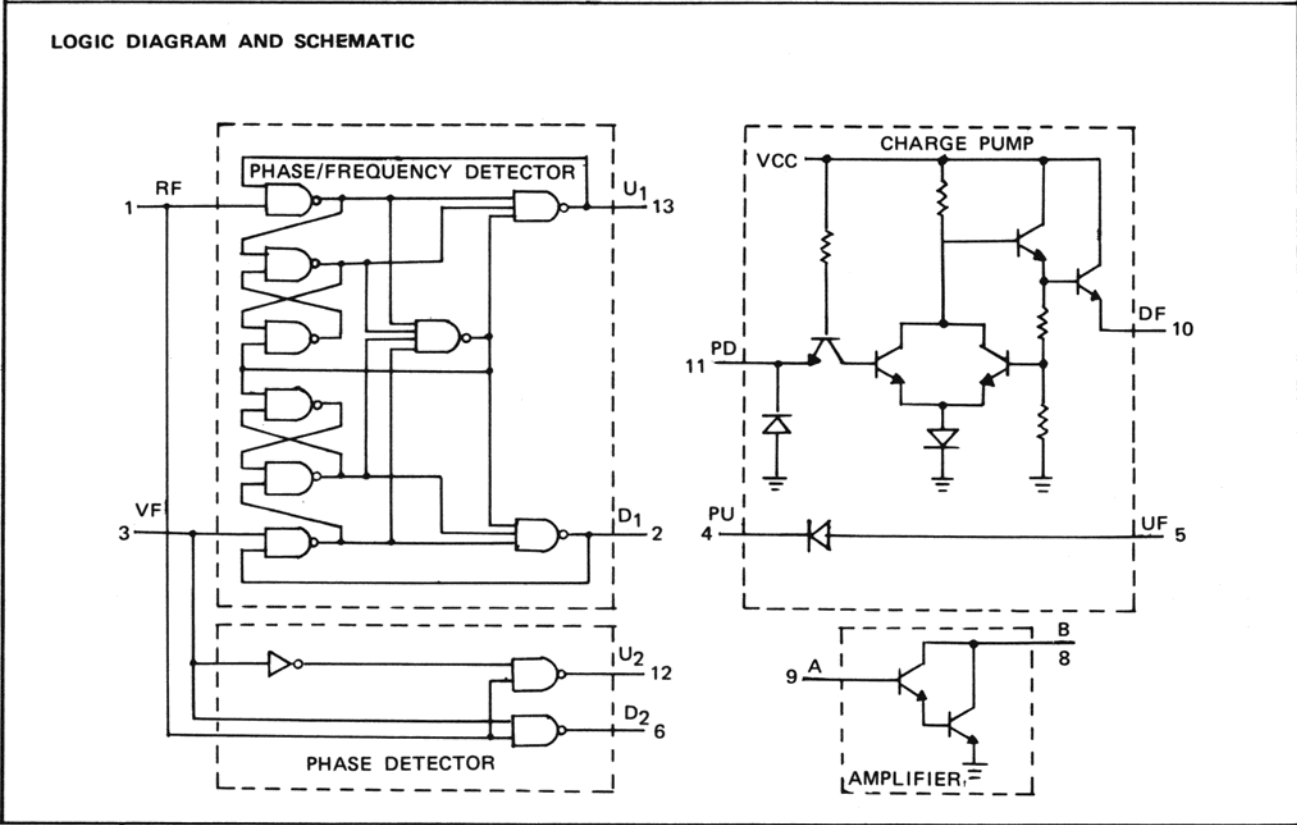 LOGIC DIAGRAM AND SCHEMATIC
PHASE/FREQUENCY DETECTOR
RF
1
U1
13
VF
3
D1
2
U2
12
D2
6
PHASE DETECTOR
CHARGE PUMP
VCC
PD
11
DF
10
PU
4
UF
5
A
9
B
8
AMPLIFIER